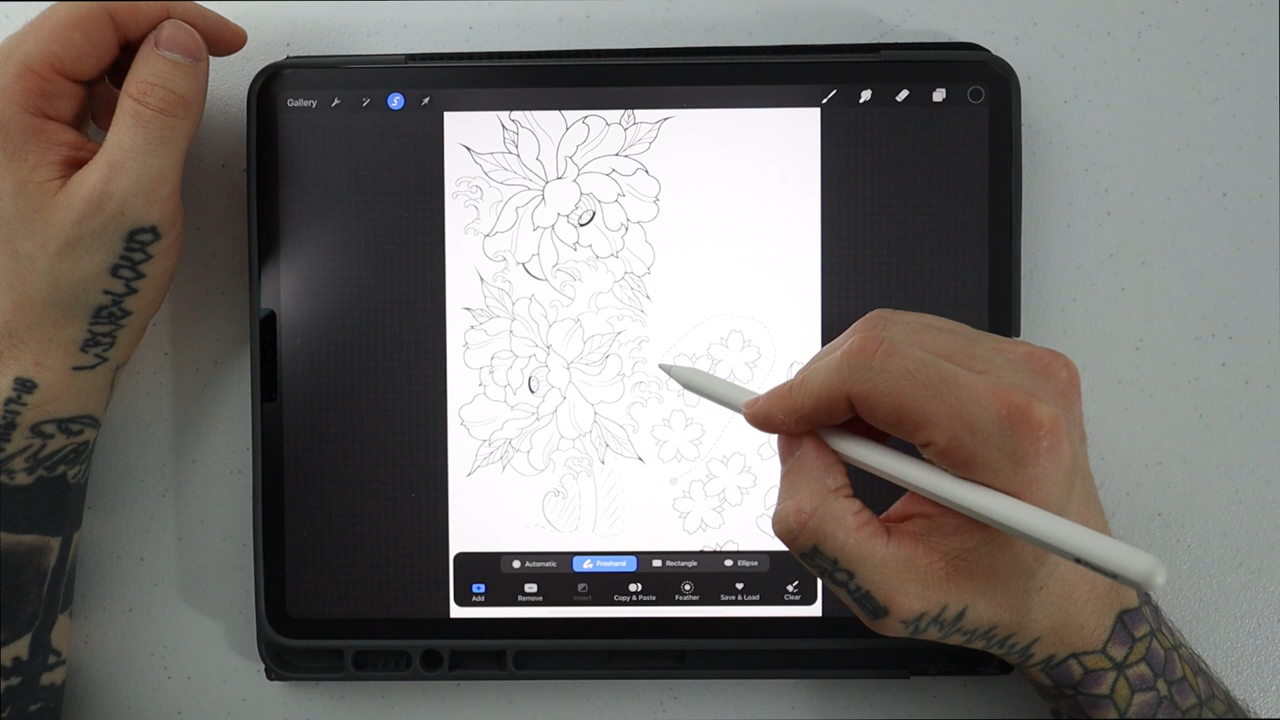 Gallery
Automatic Freehand Rectangle Ellipse
Add Remove Invert Copy & Paste Feather Save & Load Clear